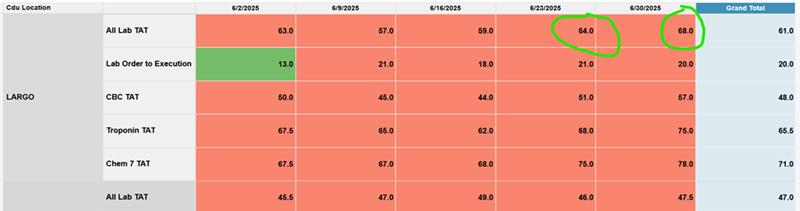 Cdu Location 6/2/2025 6/9/2025 6/16/2025 6/23/2025 6/30/2025 Grand Total
All Lab TAT 63.0 57.0 59.0 64.0 68.0 61.0
Lab Order to Execution 13.0 21.0 18.0 21.0 20.0 20.0
LARGO CBC TAT 50.0 45.0 44.0 51.0 57.0 48.0
Troponin TAT 67.5 65.0 62.0 68.0 75.0 65.5
Chem 7 TAT 67.5 67.0 68.0 75.0 78.0 71.0
All Lab TAT 45.5 47.0 49.0 46.0 47.5 47.0